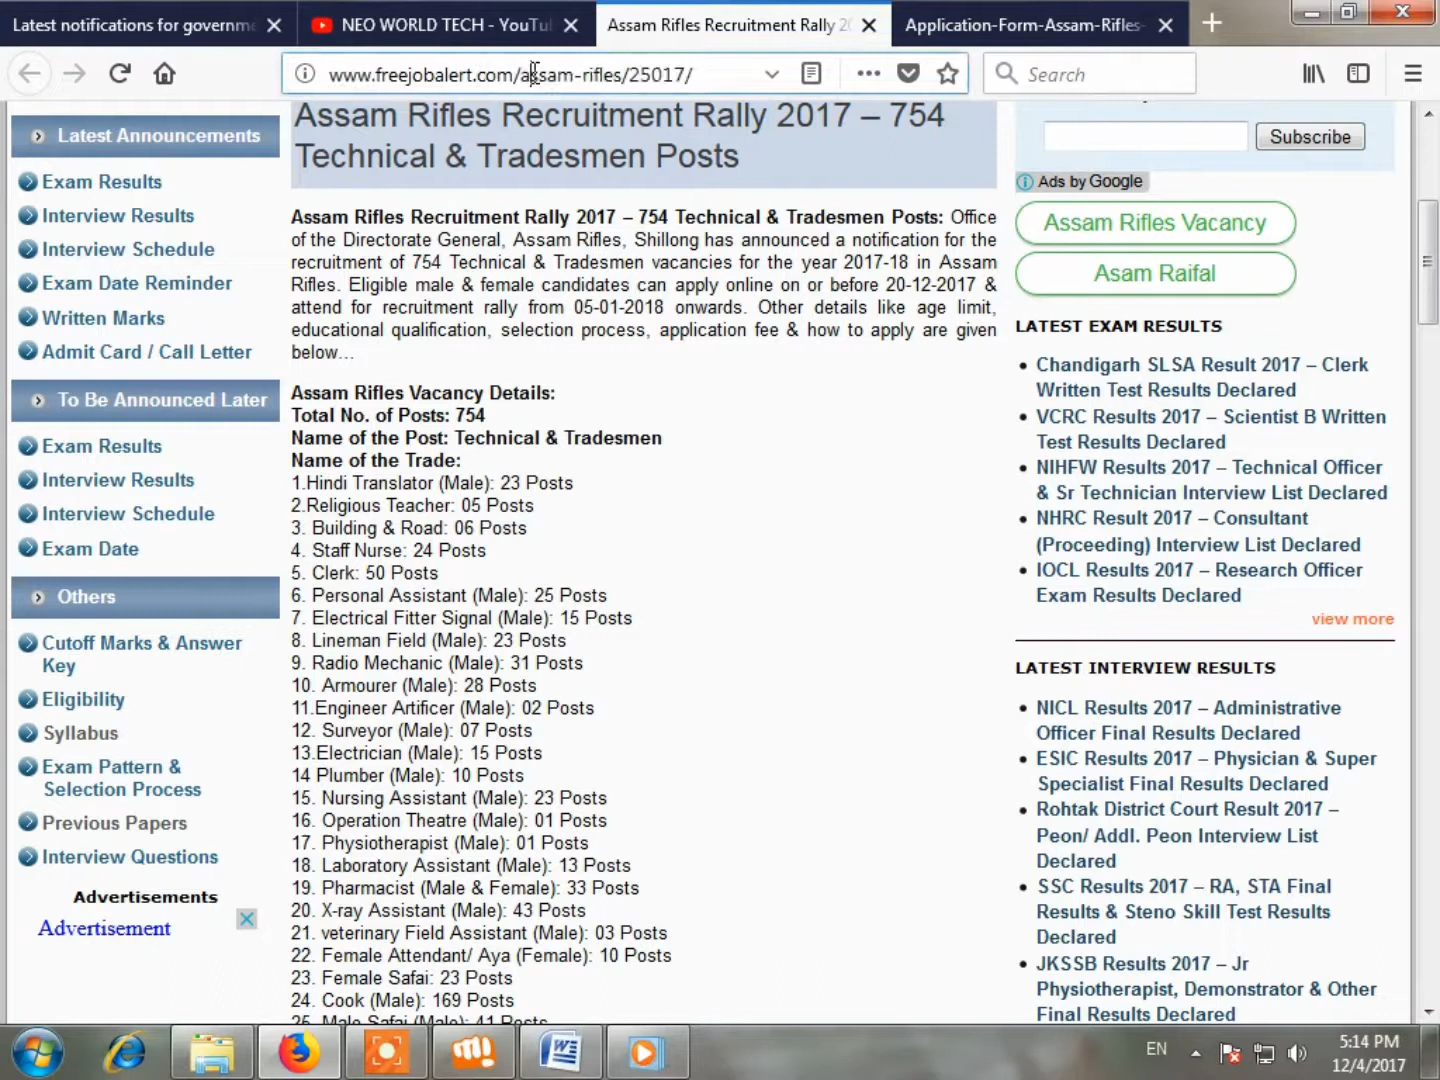 Latest notifications for governme
NEO WORLD TECH - YouTu
Assam Rifles Recruitment Rally 20
Application-Form-Assam-Rifles-
www.freejobalert.com/assam-rifles/25017/
Search
Latest Announcements
Exam Results
Interview Results
Interview Schedule
Exam Date Reminder
Written Marks
Admit Card / Call Letter
To Be Announced Later
Exam Results
Interview Results
Interview Schedule
Exam Date
Others
Cutoff Marks & Answer
Key
Eligibility
Syllabus
Exam Pattern &
Selection Process
Previous Papers
Interview Questions
Advertisements
Advertisement
Assam Rifles Recruitment Rally 2017 – 754
Technical & Tradesmen Posts
Assam Rifles Recruitment Rally 2017 – 754 Technical & Tradesmen Posts: Office
of the Directorate General, Assam Rifles, Shillong has announced a notification for the
recruitment of 754 Technical & Tradesmen vacancies for the year 2017-18 in Assam
Rifles. Eligible male & female candidates can apply online on or before 20-12-2017 &
attend for recruitment rally from 05-01-2018 onwards. Other details like age limit,
educational qualification, selection process, application fee & how to apply are given
below…
Assam Rifles Vacancy Details:
Total No. of Posts: 754
Name of the Post: Technical & Tradesmen
Name of the Trade:
1.Hindi Translator (Male): 23 Posts
2.Religious Teacher: 05 Posts
3. Building & Road: 06 Posts
4. Staff Nurse: 24 Posts
5. Clerk: 50 Posts
6. Personal Assistant (Male): 25 Posts
7. Electrical Fitter Signal (Male): 15 Posts
8. Lineman Field (Male): 23 Posts
9. Radio Mechanic (Male): 31 Posts
10. Armourer (Male): 28 Posts
11.Engineer Artificer (Male): 02 Posts
12. Surveyor (Male): 07 Posts
13.Electrician (Male): 15 Posts
14 Plumber (Male): 10 Posts
15. Nursing Assistant (Male): 23 Posts
16. Operation Theatre (Male): 01 Posts
17. Physiotherapist (Male): 01 Posts
18. Laboratory Assistant (Male): 13 Posts
19. Pharmacist (Male & Female): 33 Posts
20. X-ray Assistant (Male): 43 Posts
21. veterinary Field Assistant (Male): 03 Posts
22. Female Attendant/ Aya (Female): 10 Posts
23. Female Safai: 23 Posts
24. Cook (Male): 169 Posts
25. Male Safai (Male): 41 Posts
Subscribe
Ads by Google
Assam Rifles Vacancy
Asam Raifal
LATEST EXAM RESULTS
Chandigarh SLSA Result 2017 – Clerk
Written Test Results Declared
VCRC Results 2017 – Scientist B Written
Test Results Declared
NIHFW Results 2017 – Technical Officer
& Sr Technician Interview List Declared
NHRC Result 2017 – Consultant
(Proceeding) Interview List Declared
IOCL Results 2017 – Research Officer
Exam Results Declared
view more
LATEST INTERVIEW RESULTS
NICL Results 2017 – Administrative
Officer Final Results Declared
ESIC Results 2017 – Physician & Super
Specialist Final Results Declared
Rohtak District Court Result 2017 –
Peon/ Addl. Peon Interview List
Declared
SSC Results 2017 – RA, STA Final
Results & Steno Skill Test Results
Declared
JKSSB Results 2017 – Jr
Physiotherapist, Demonstrator & Other
Final Results Declared
EN
5:14 PM
12/4/2017